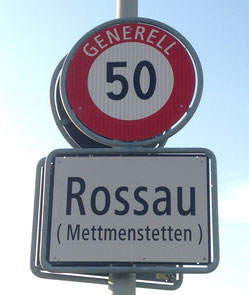 GENERELL
50
Rossau
( Mettmenstetten )